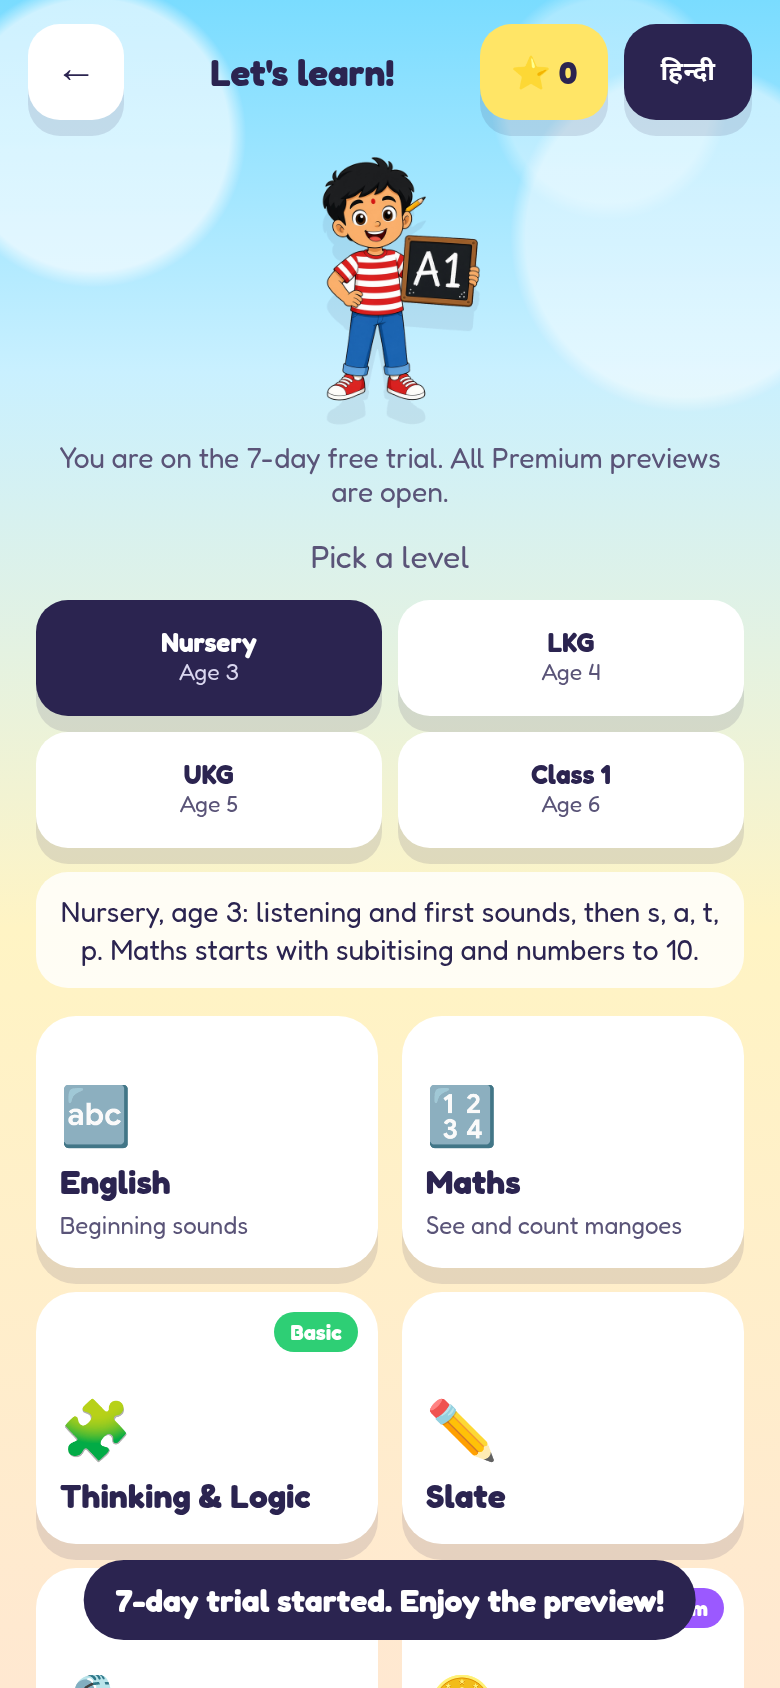 ←
Let's learn!
⭐ 0
हिन्दी
A1
You are on the 7-day free trial. All Premium previews
are open.
Pick a level
Nursery
Age 3
LKG
Age 4
UKG
Age 5
Class 1
Age 6
Nursery, age 3: listening and first sounds, then s, a, t,
p. Maths starts with subitising and numbers to 10.
abc
English
Beginning sounds
1 2
3 4
Maths
See and count mangoes
Basic
Thinking & Logic
Slate
7-day trial started. Enjoy the preview!